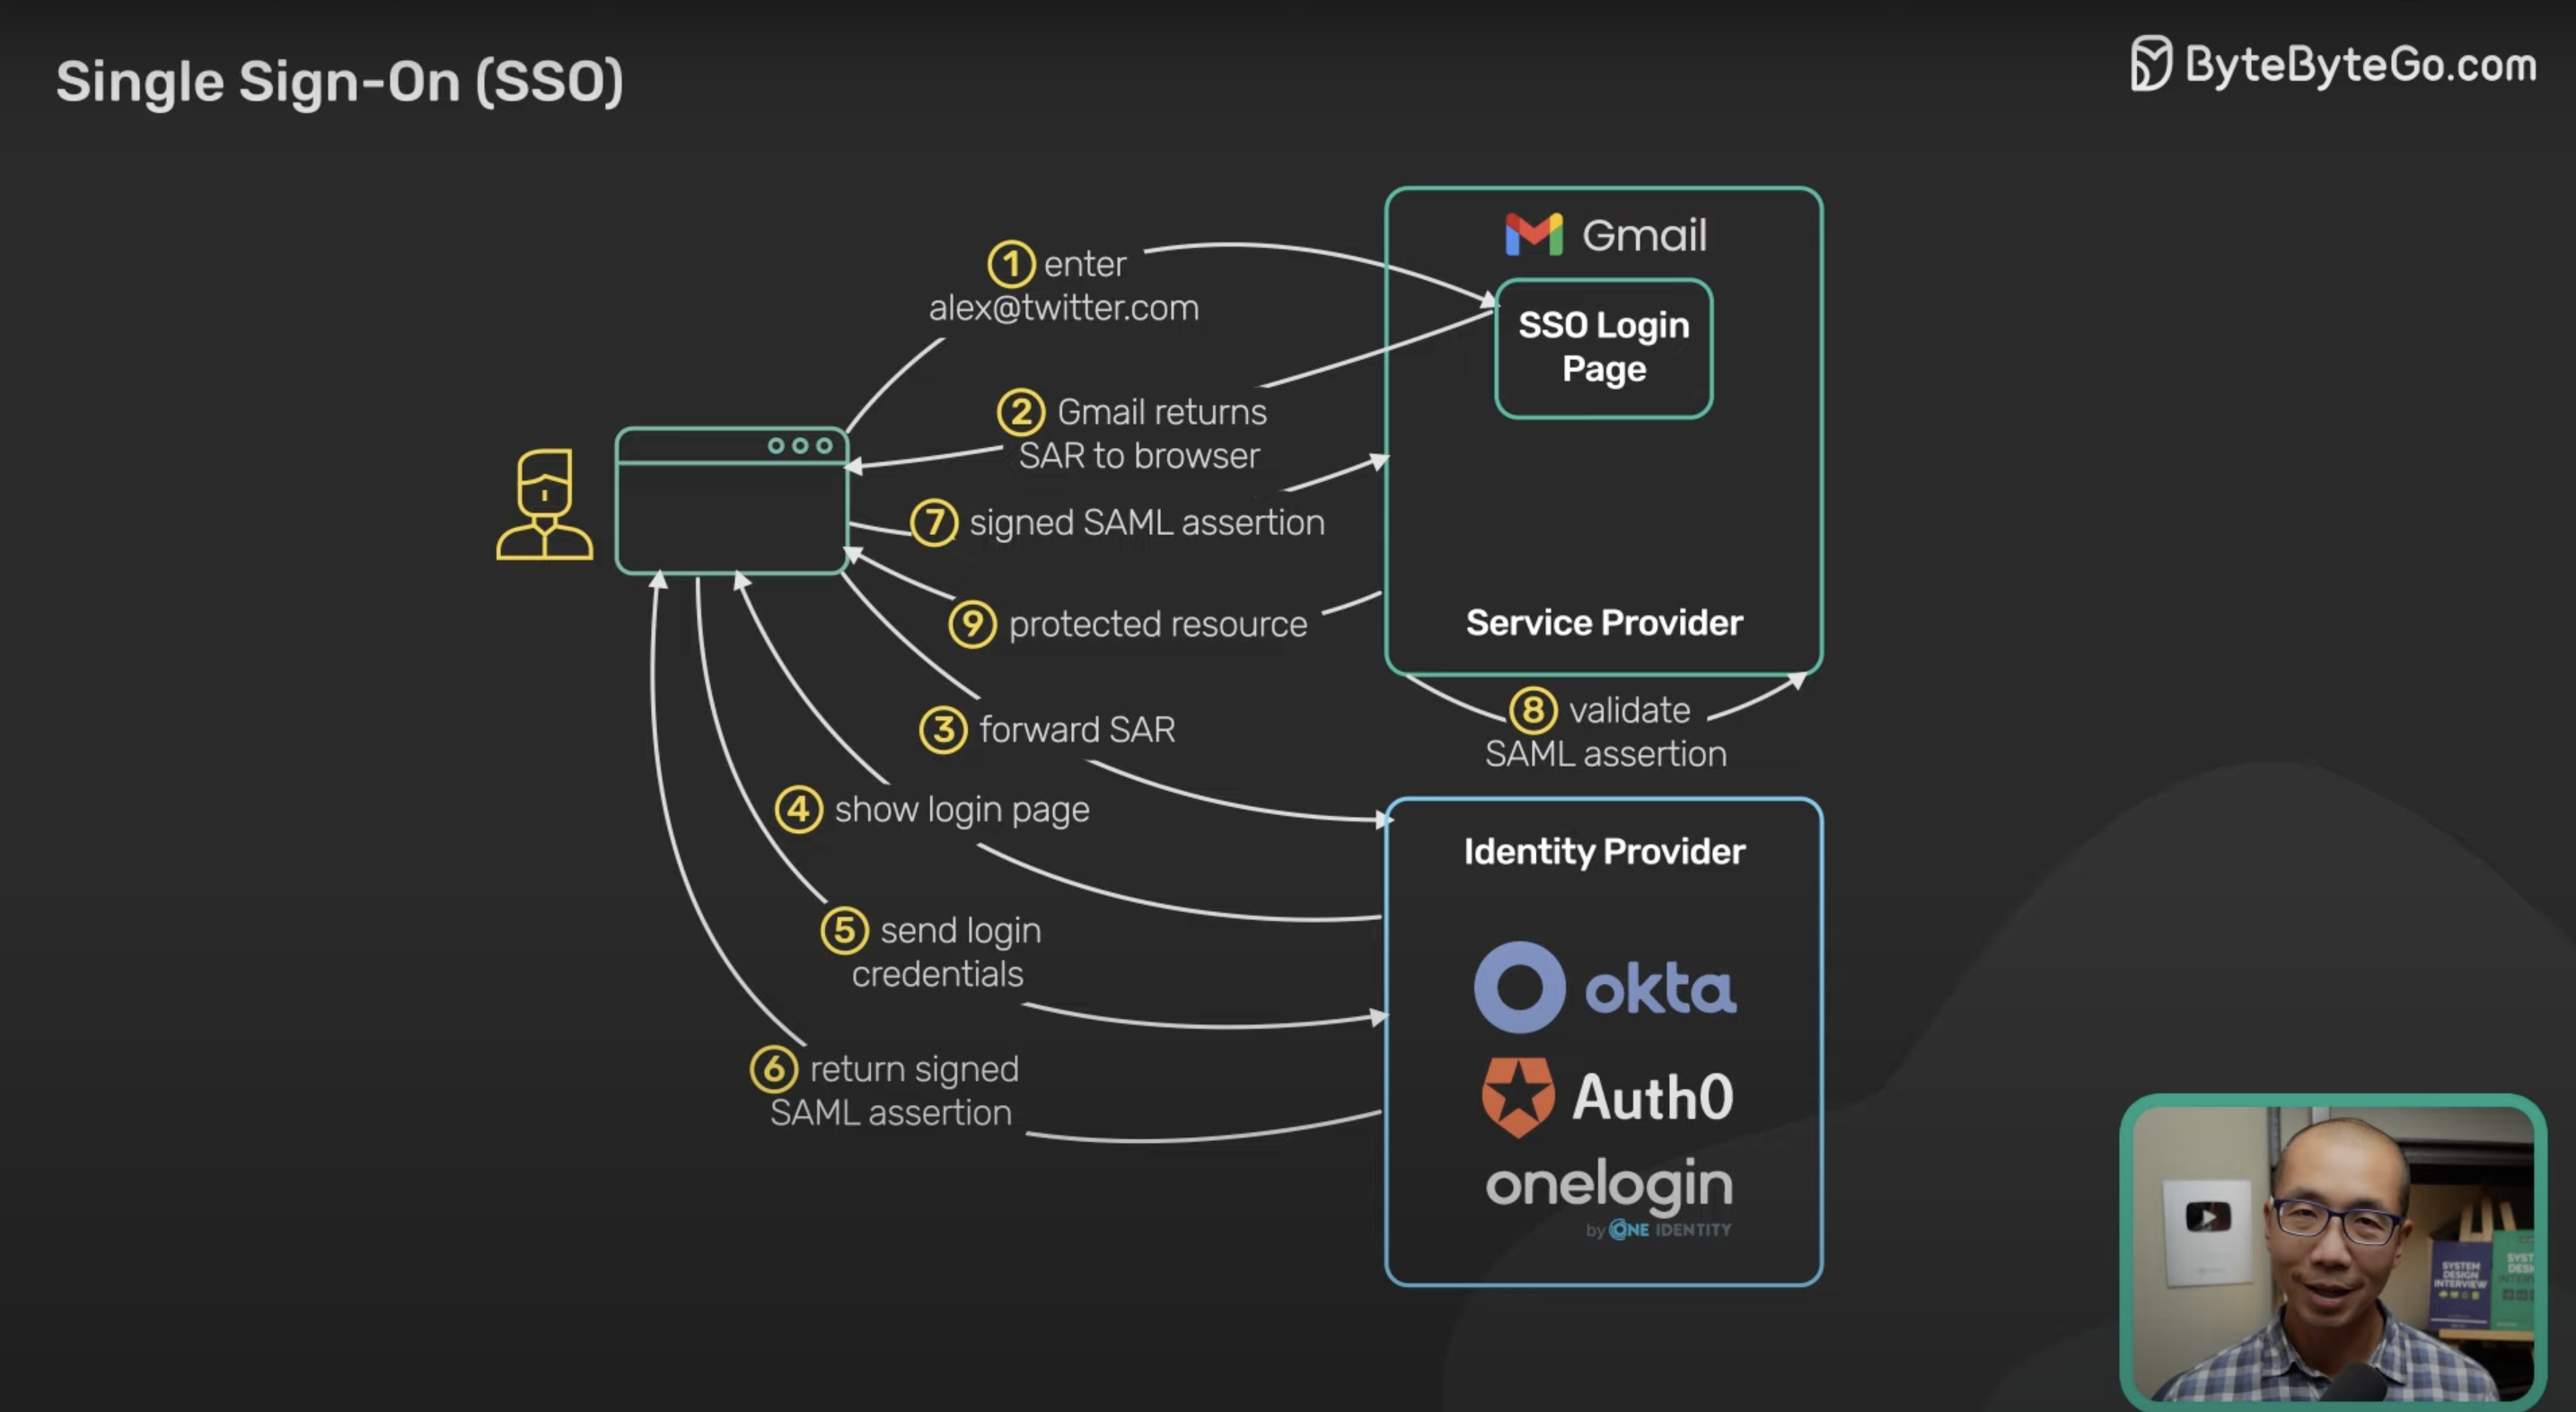 Single Sign-On (SSO)
ByteByteGo.com
Gmail
SSO Login
Page
Service Provider
1 enter
alex@twitter.com
2 Gmail returns
SAR to browser
7 signed SAML assertion
9 protected resource
3 forward SAR
8 validate
SAML assertion
4 show login page
5 send login
credentials
6 return signed
SAML assertion
Identity Provider
okta
Auth0
onelogin
by ONE IDENTITY
SYSTEM
DESIGN
INTERVIEW